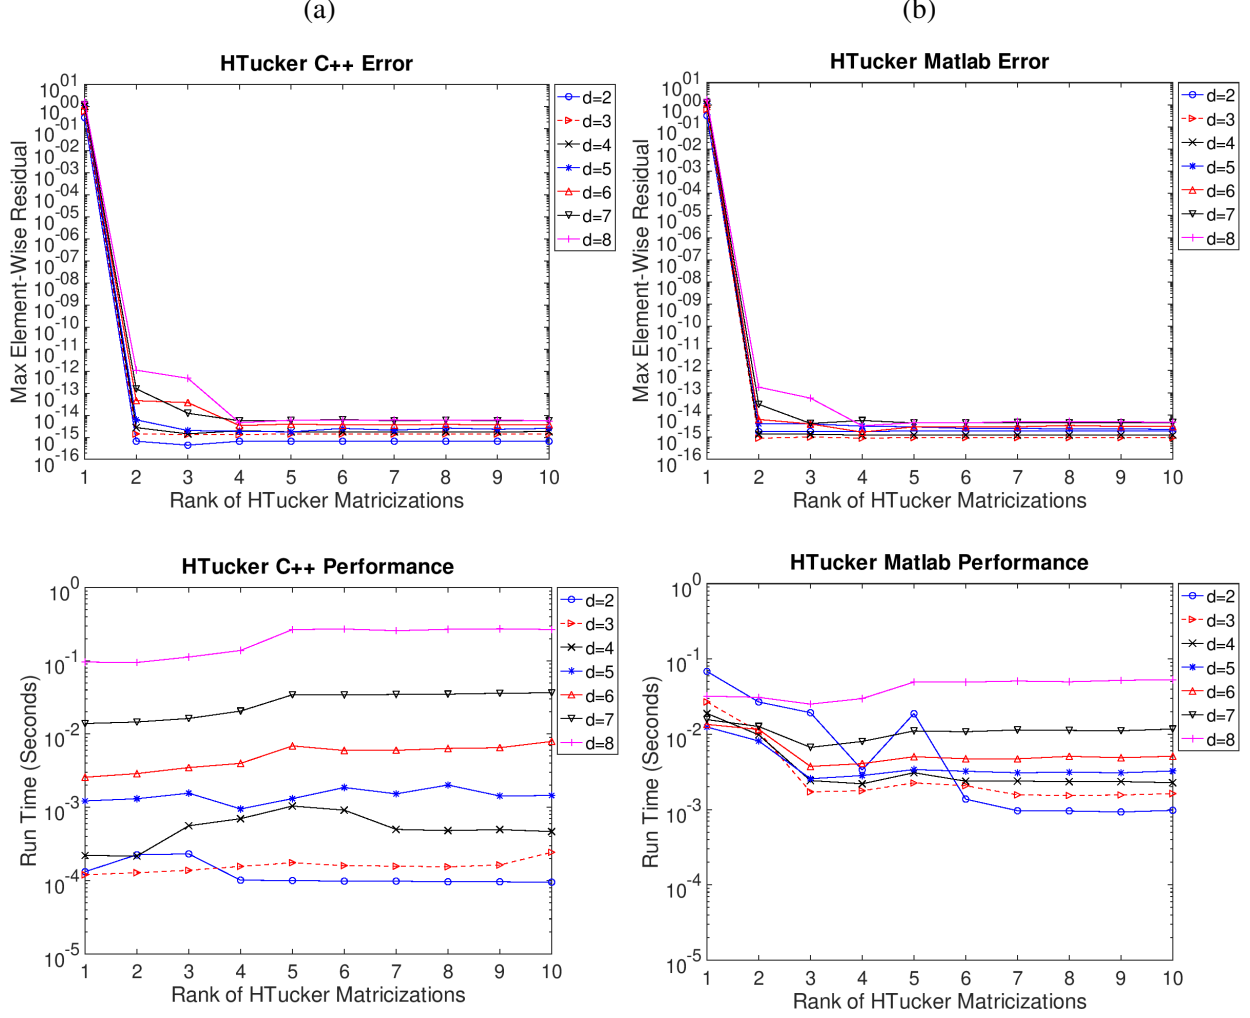 (a)
(b)
HTucker C++ Error
10^01
10^00
10^-01
10^-02
10^-03
10^-04
10^-05
10^-06
10^-07
10^-08
10^-09
10^-10
10^-11
10^-12
10^-13
10^-14
10^-15
10^-16
Max Element-Wise Residual
1 2 3 4 5 6 7 8 9 10
Rank of HTucker Matricizations
d=2
d=3
d=4
d=5
d=6
d=7
d=8
HTucker Matlab Error
10^01
10^00
10^-01
10^-02
10^-03
10^-04
10^-05
10^-06
10^-07
10^-08
10^-09
10^-10
10^-11
10^-12
10^-13
10^-14
10^-15
10^-16
Max Element-Wise Residual
1 2 3 4 5 6 7 8 9 10
Rank of HTucker Matricizations
d=2
d=3
d=4
d=5
d=6
d=7
d=8
HTucker C++ Performance
10^0
10^-1
10^-2
10^-3
10^-4
10^-5
Run Time (Seconds)
1 2 3 4 5 6 7 8 9 10
Rank of HTucker Matricizations
d=2
d=3
d=4
d=5
d=6
d=7
d=8
HTucker Matlab Performance
10^0
10^-1
10^-2
10^-3
10^-4
10^-5
Run Time (Seconds)
1 2 3 4 5 6 7 8 9 10
Rank of HTucker Matricizations
d=2
d=3
d=4
d=5
d=6
d=7
d=8